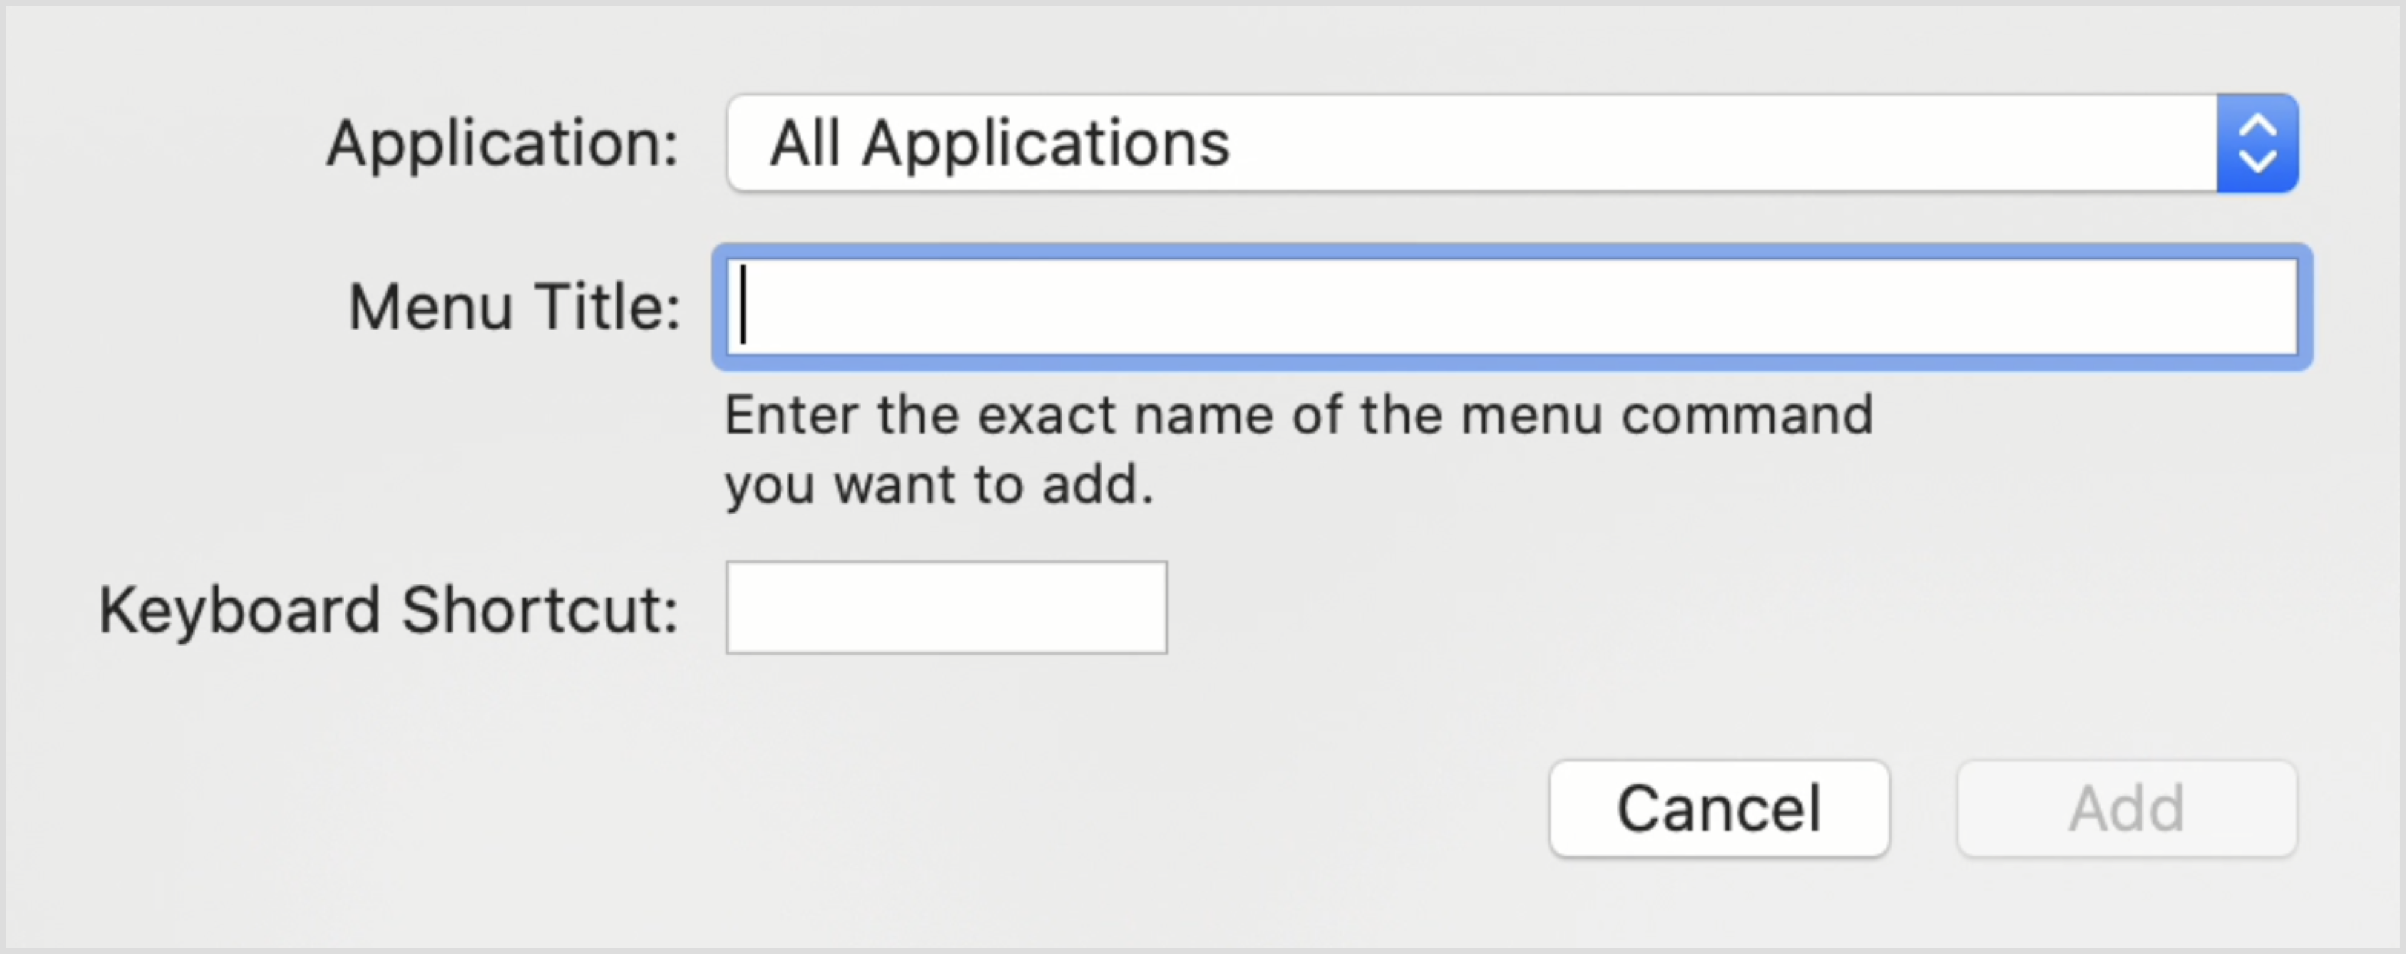 Application: All Applications
Menu Title:
Enter the exact name of the menu command
you want to add.
Keyboard Shortcut:
Cancel Add